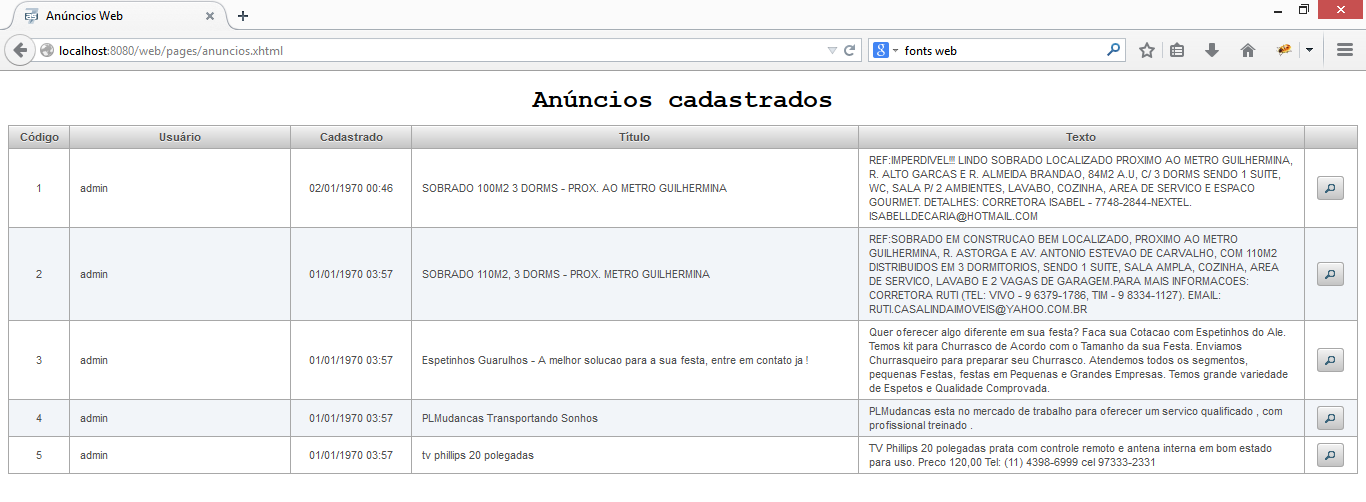 Anúncios Web
localhost:8080/web/pages/anuncios.xhtml
fonts web
Anúncios cadastrados
Código Usuário Cadastrado Título Texto
1 admin 02/01/1970 00:46 SOBRADO 100M2 3 DORMS - PROX. AO METRO GUILHERMINA
REF:IMPERDIVEL!!! LINDO SOBRADO LOCALIZADO PROXIMO AO METRO GUILHERMINA,
R. ALTO GARCAS E R. ALMEIDA BRANDAO, 84M2 A.U, C/ 3 DORMS SENDO 1 SUITE,
WC, SALA P/ 2 AMBIENTES, LAVABO, COZINHA, AREA DE SERVICO E ESPACO
GOURMET. DETALHES: CORRETORA ISABEL - 7748-2844-NEXTEL.
ISABELLDECARIA@HOTMAIL.COM
2 admin 01/01/1970 03:57 SOBRADO 110M2, 3 DORMS - PROX. METRO GUILHERMINA
REF:SOBRADO EM CONSTRUCAO BEM LOCALIZADO, PROXIMO AO METRO
GUILHERMINA, R. ASTORGA E AV. ANTONIO ESTEVAO DE CARVALHO, COM 110M2
DISTRIBUIDOS EM 3 DORMITORIOS, SENDO 1 SUITE, SALA AMPLA, COZINHA, AREA
DE SERVICO, LAVABO E 2 VAGAS DE GARAGEM.PARA MAIS INFORMACOES:
CORRETORA RUTI (TEL: VIVO - 9 6379-1786, TIM - 9 8334-1127). EMAIL:
RUTI.CASALINDAIMOVEIS@YAHOO.COM.BR
3 admin 01/01/1970 03:57 Espetinhos Guarulhos - A melhor solucao para a sua festa, entre em contato ja !
Quer oferecer algo diferente em sua festa? Faca sua Cotacao com Espetinhos do Ale.
Temos kit para Churrasco de Acordo com o Tamanho da sua Festa. Enviamos
Churrasqueiro para preparar seu Churrasco. Atendemos todos os segmentos,
pequenas Festas, festas em Pequenas e Grandes Empresas. Temos grande variedade
de Espetos e Qualidade Comprovada.
4 admin 01/01/1970 03:57 PLMudancas Transportando Sonhos
PLMudancas esta no mercado de trabalho para oferecer um servico qualificado , com
profissional treinado .
5 admin 01/01/1970 03:57 tv phillips 20 polegadas
TV Phillips 20 polegadas prata com controle remoto e antena interna em bom estado
para uso. Preco 120,00 Tel: (11) 4398-6999 cel 97333-2331